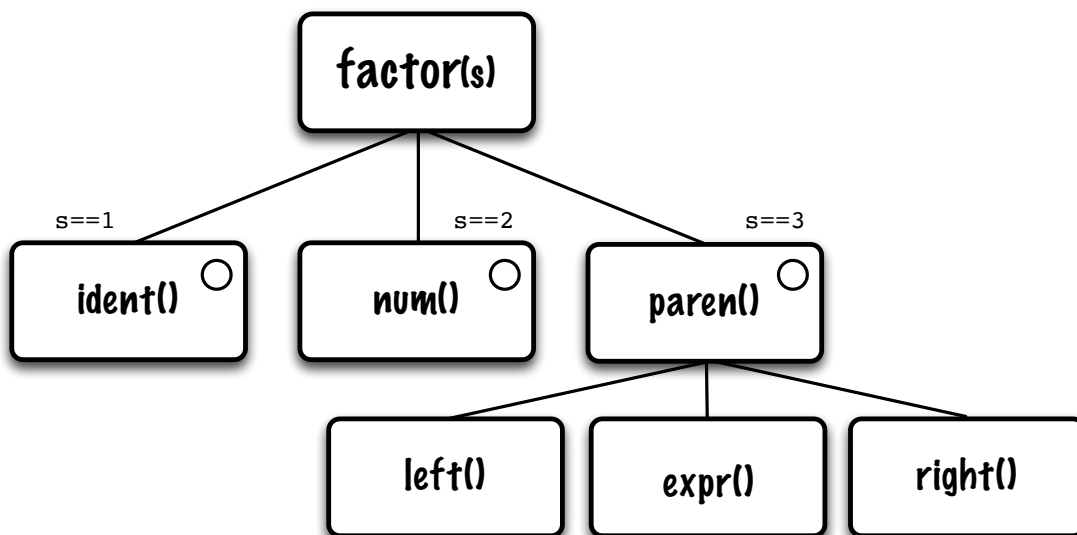 factor(s)
s==1
s==2
s==3
ident()
num()
paren()
left()
expr()
right()